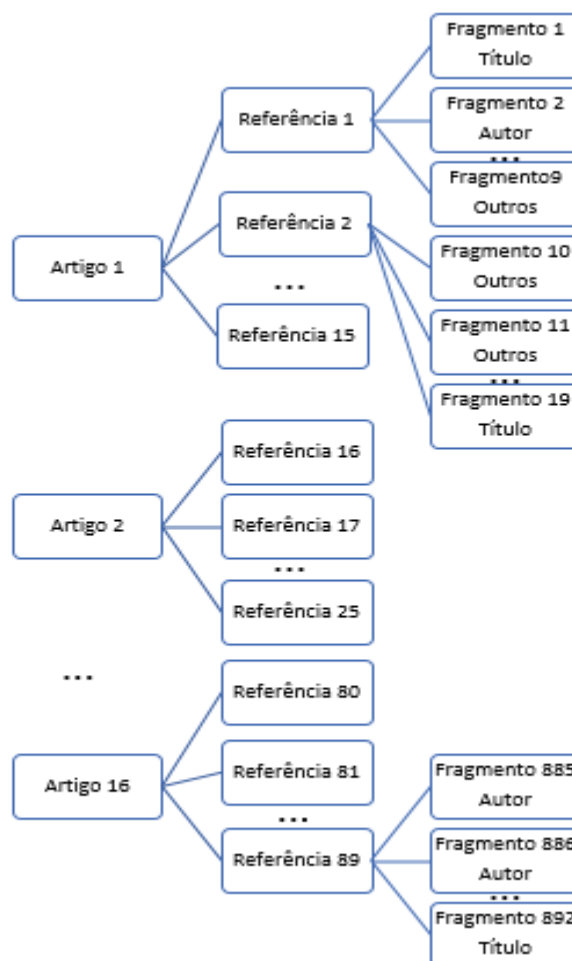 Fragmento 1
Título
Referência 1
Fragmento 2
Autor
...
Fragmento9
Outros
Referência 2
Artigo 1
Fragmento 10
Outros
...
Referência 15
Fragmento 11
Outros
...
Fragmento 19
Título
Referência 16
Artigo 2
Referência 17
...
Referência 25
...
Referência 80
Artigo 16
Referência 81
Fragmento 885
Autor
...
Referência 89
Fragmento 886
Autor
...
Fragmento 892
Título